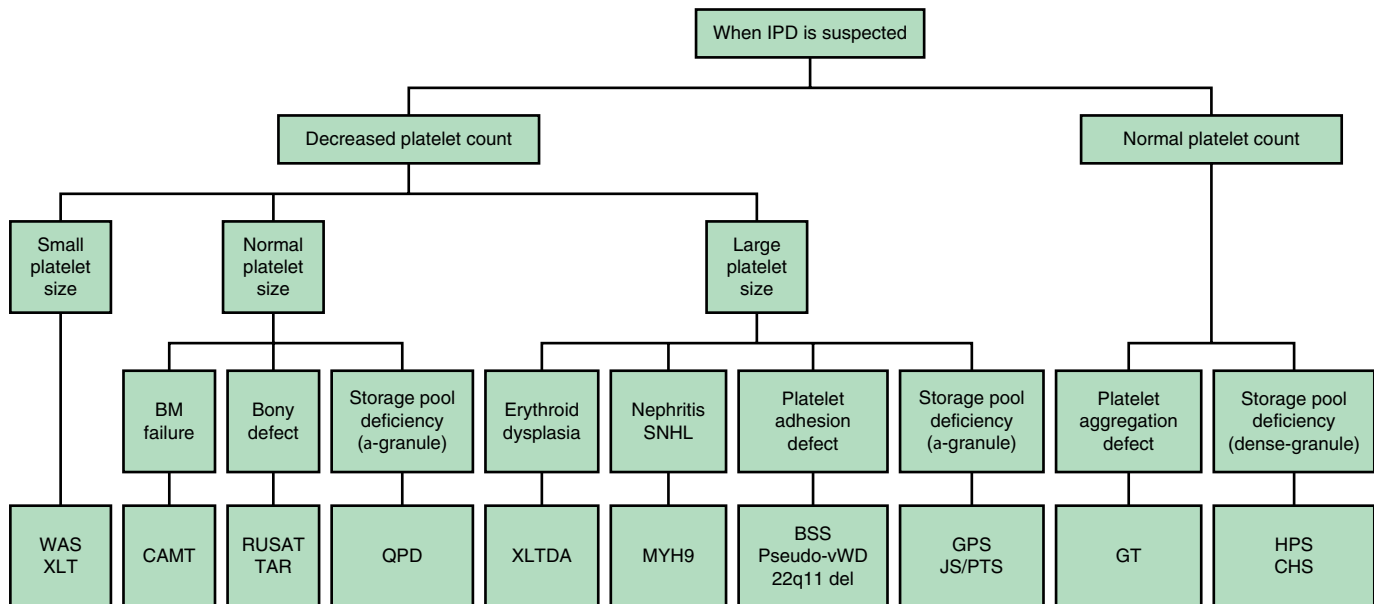 When IPD is suspected
Decreased platelet count
Normal platelet count
Small
platelet
size
Normal
platelet
size
Large
platelet
size
BM
failure
Bony
defect
Storage pool
deficiency
(a-granule)
Erythroid
dysplasia
Nephritis
SNHL
Platelet
adhesion
defect
Storage pool
deficiency
(a-granule)
Platelet
aggregation
defect
Storage pool
deficiency
(dense-granule)
WAS
XLT
CAMT
RUSAT
TAR
QPD
XLTDA
MYH9
BSS
Pseudo-vWD
22q11 del
GPS
JS/PTS
GT
HPS
CHS